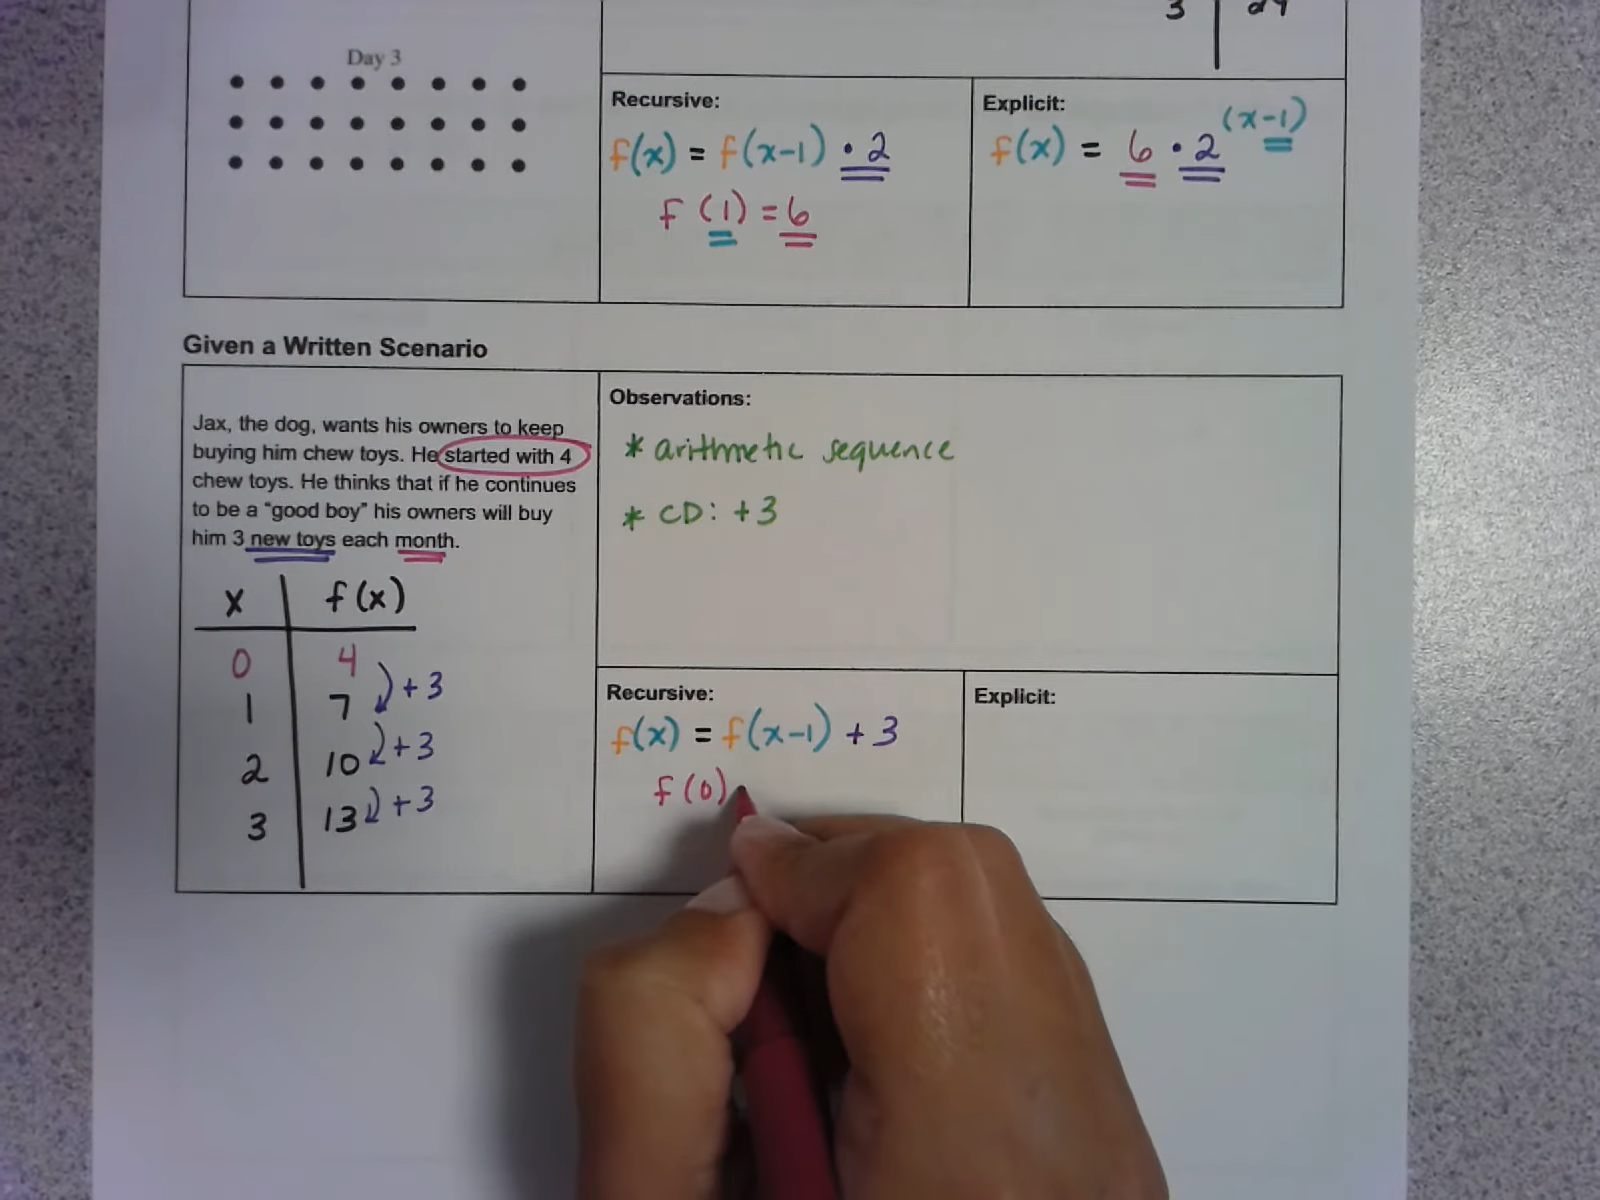 3 24
Day 3
Recursive:
f(x) = f(x-1) • 2
f (1) = 6
Explicit:
f(x) = 6 • 2^(x-1)
Given a Written Scenario
Jax, the dog, wants his owners to keep
buying him chew toys. He started with 4
chew toys. He thinks that if he continues
to be a "good boy" his owners will buy
him 3 new toys each month.
x f(x)
0 4
+3
1 7
+3
2 10
+3
3 13
Observations:
* arithmetic sequence
* CD: +3
Recursive:
f(x) = f(x-1) + 3
f(0)
Explicit: